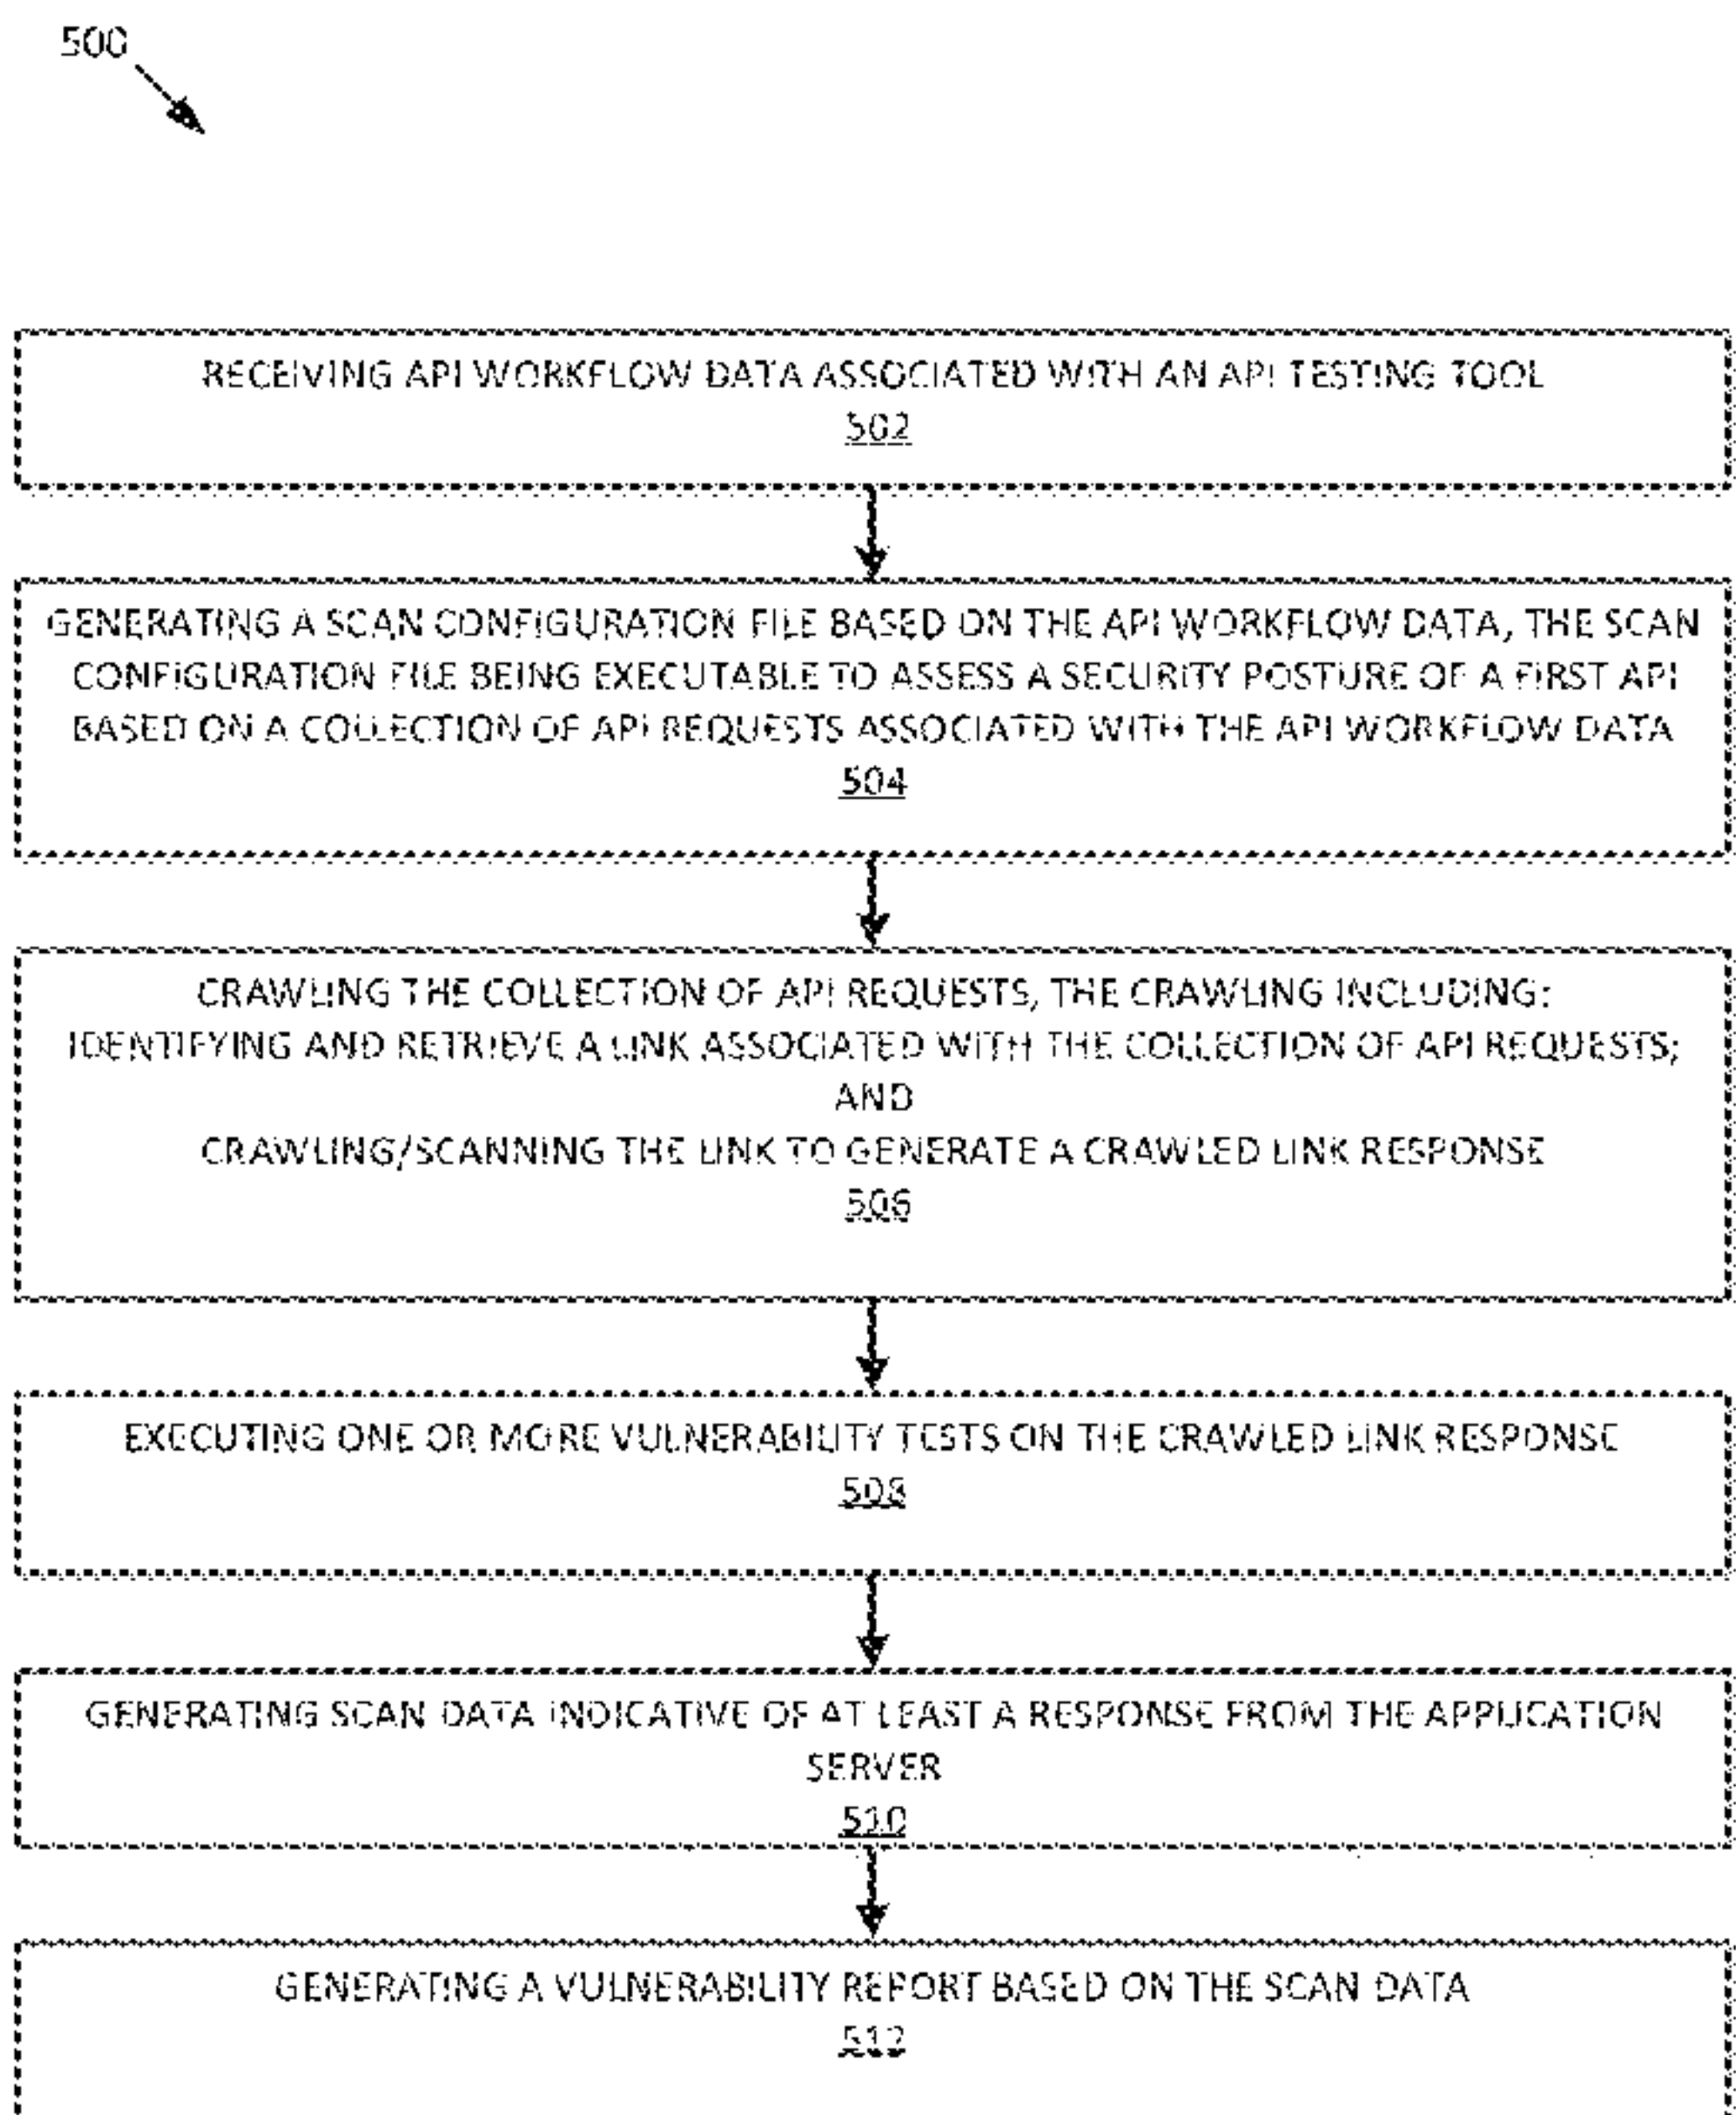 500
RECEIVING API WORKFLOW DATA ASSOCIATED WITH AN API TESTING TOOL
502
GENERATING A SCAN CONFIGURATION FILE BASED ON THE API WORKFLOW DATA, THE SCAN
CONFIGURATION FILE BEING EXECUTABLE TO ASSESS A SECURITY POSTURE OF A FIRST API
BASED ON A COLLECTION OF API REQUESTS ASSOCIATED WITH THE API WORKFLOW DATA
504
CRAWLING THE COLLECTION OF API REQUESTS, THE CRAWLING INCLUDING:
IDENTIFYING AND RETRIEVE A LINK ASSOCIATED WITH THE COLLECTION OF API REQUESTS;
AND
CRAWLING/SCANNING THE LINK TO GENERATE A CRAWLED LINK RESPONSE
506
EXECUTING ONE OR MORE VULNERABILITY TESTS ON THE CRAWLED LINK RESPONSE
508
GENERATING SCAN DATA INDICATIVE OF AT LEAST A RESPONSE FROM THE APPLICATION
SERVER
510
GENERATING A VULNERABILITY REPORT BASED ON THE SCAN DATA
512